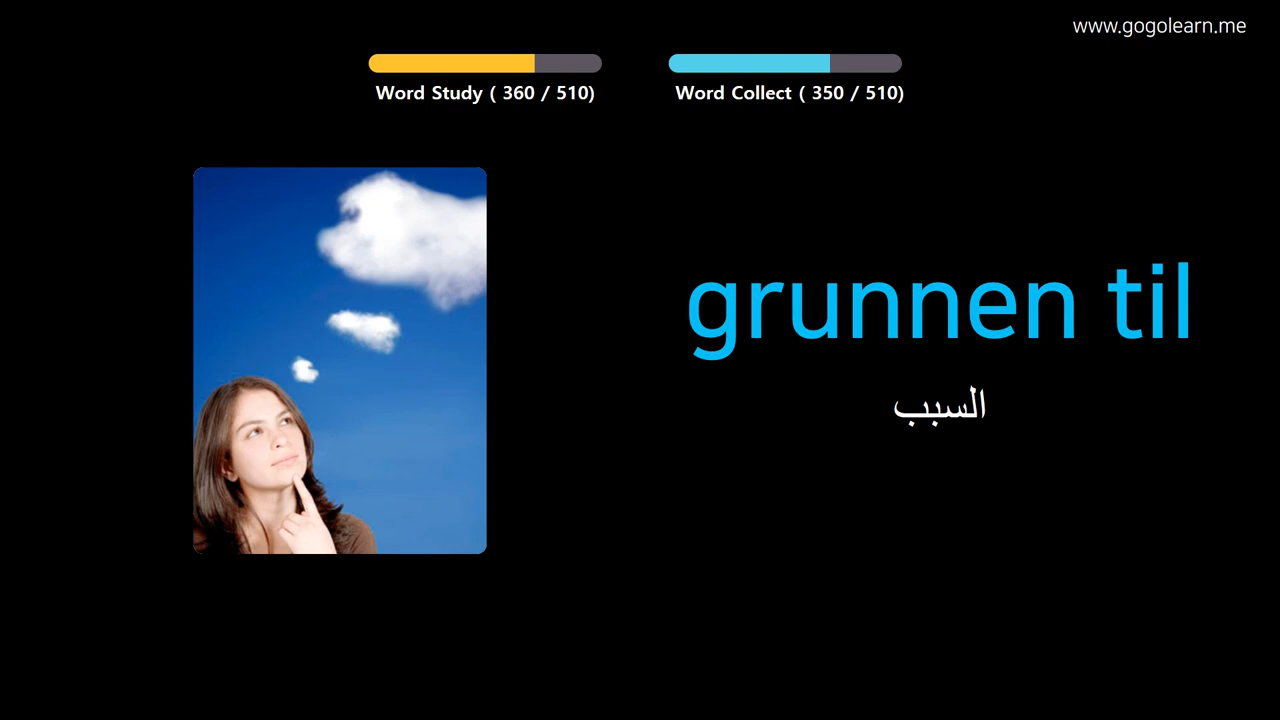 www.gogolearn.me
Word Study ( 360 / 510)
Word Collect ( 350 / 510)
grunnen til
السبب